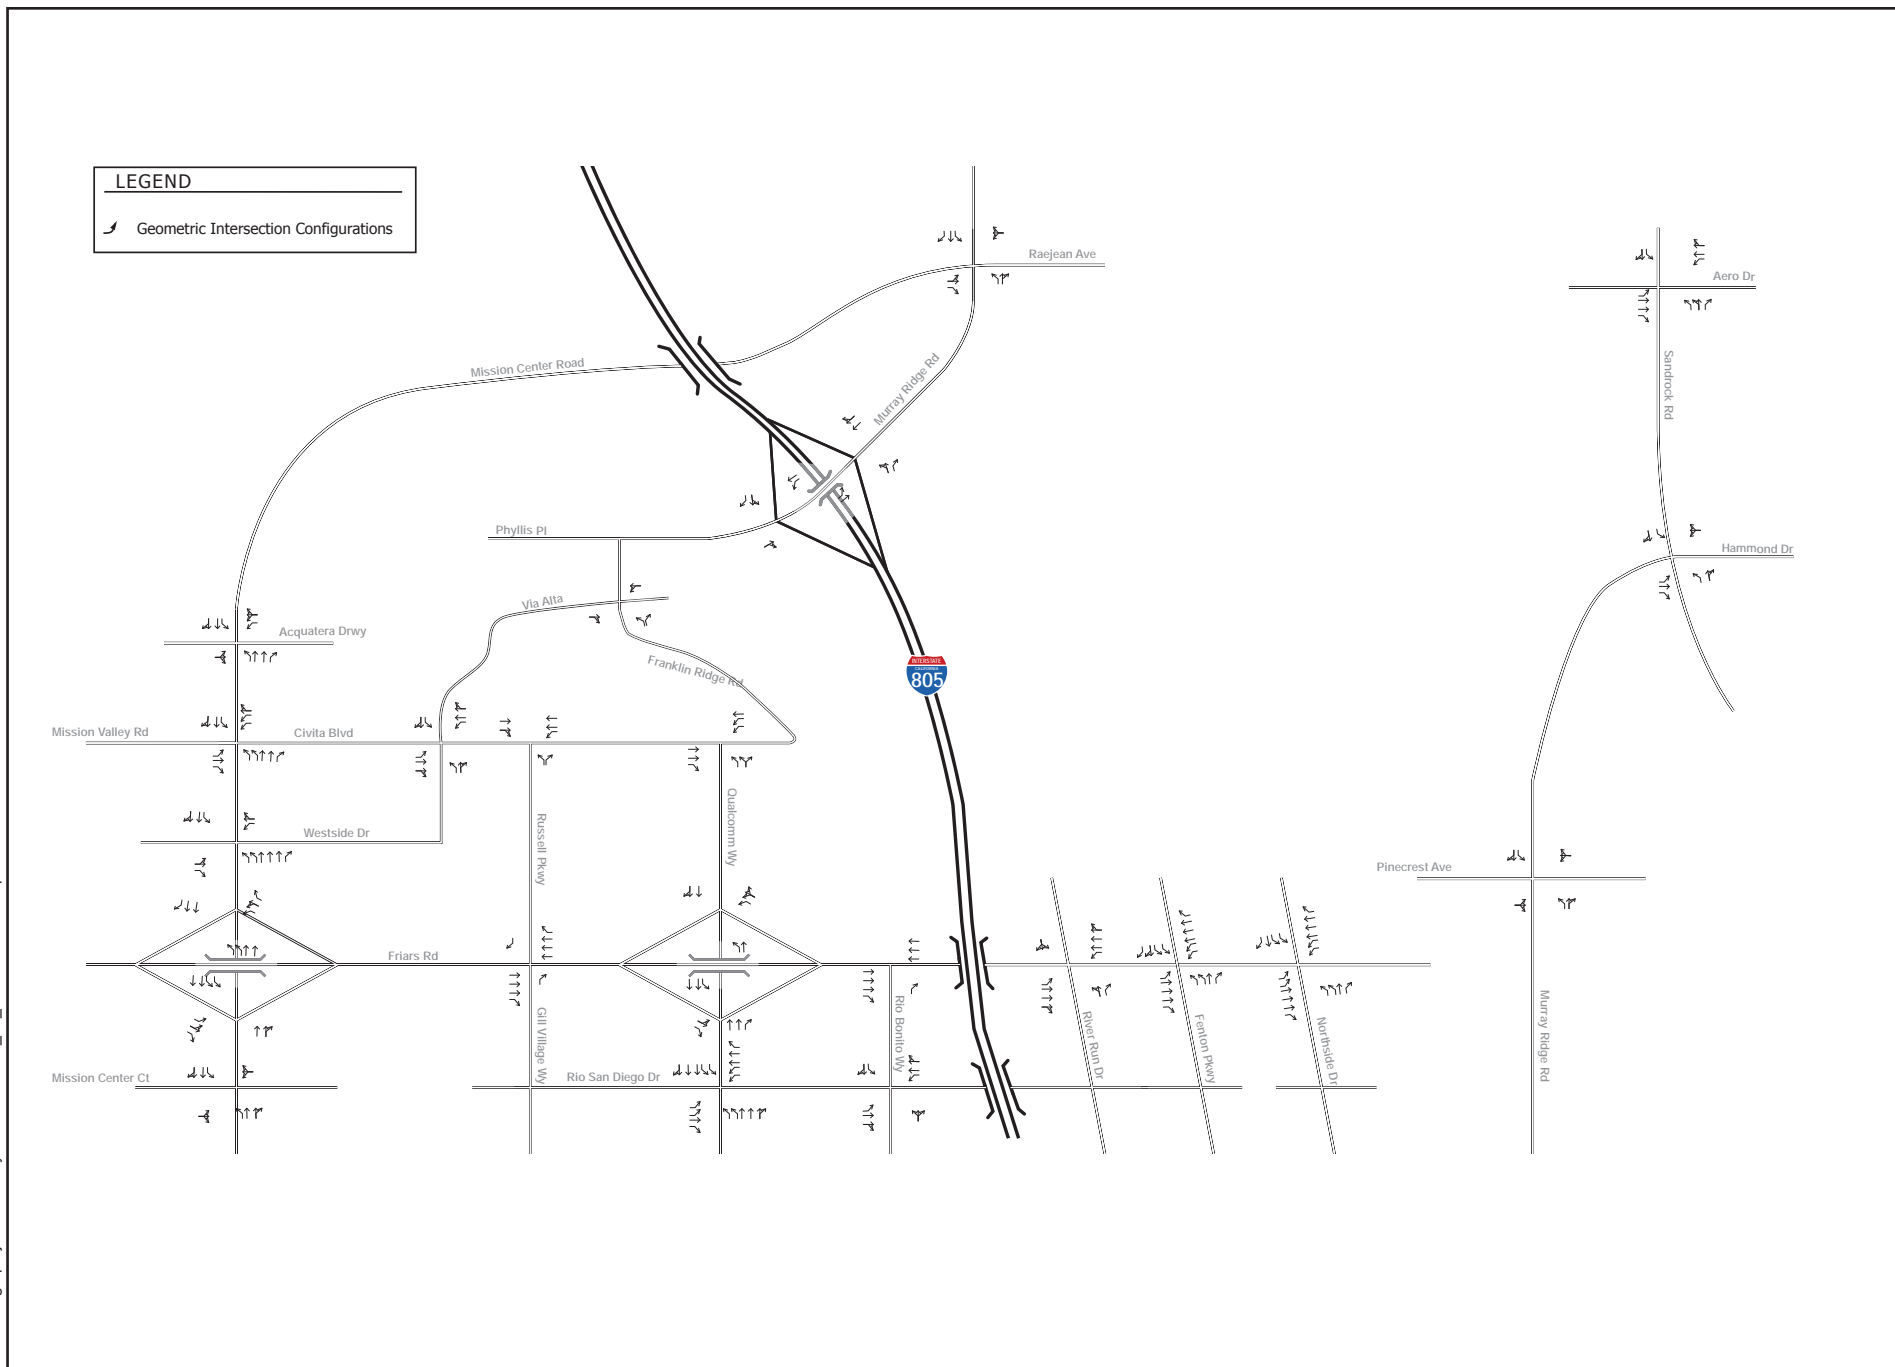 LEGEND
Geometric Intersection Configurations
Raejean Ave
Aero Dr
Mission Center Road
Murray Ridge Rd
Sandrock Rd
Phyllis Pl
Hammond Dr
Via Alta
Acquatera Drwy
Franklin Ridge Rd
INTERSTATE
CALIFORNIA
805
Mission Valley Rd
Civita Blvd
Russell Pkwy
Qualcomm Wy
Westside Dr
Pinecrest Ave
Friars Rd
Gill Village Wy
Rio Bonito Wy
River Run Dr
Fenton Pkwy
Northside Dr
Murray Ridge Rd
Mission Center Ct
Rio San Diego Dr